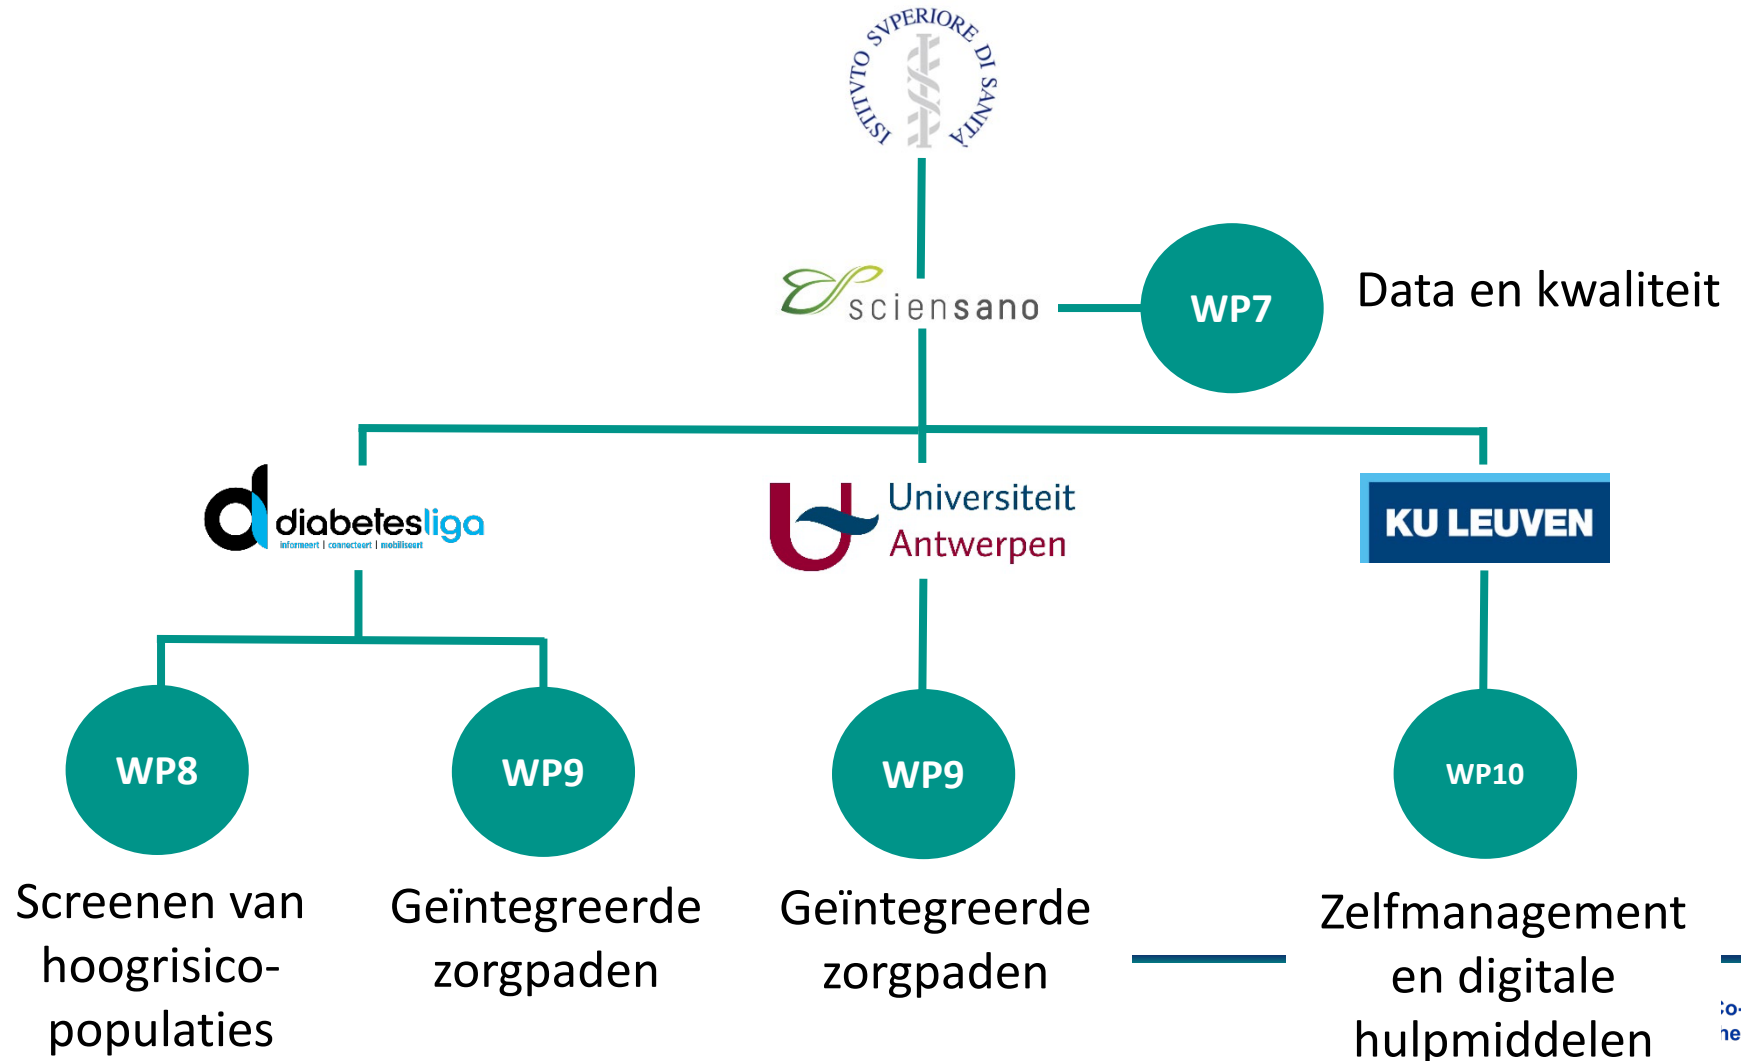 ISTITVTO SVPERIORE DI SANITÀ
sciensano
WP7
Data en kwaliteit
diabetesliga
informeert | connecteert | mobiliseert
Universiteit
Antwerpen
KU LEUVEN
WP8
WP9
WP9
WP10
Screenen van
hoogrisico-
populaties
Geïntegreerde
zorgpaden
Geïntegreerde
zorgpaden
Zelfmanagement
en digitale
hulpmiddelen